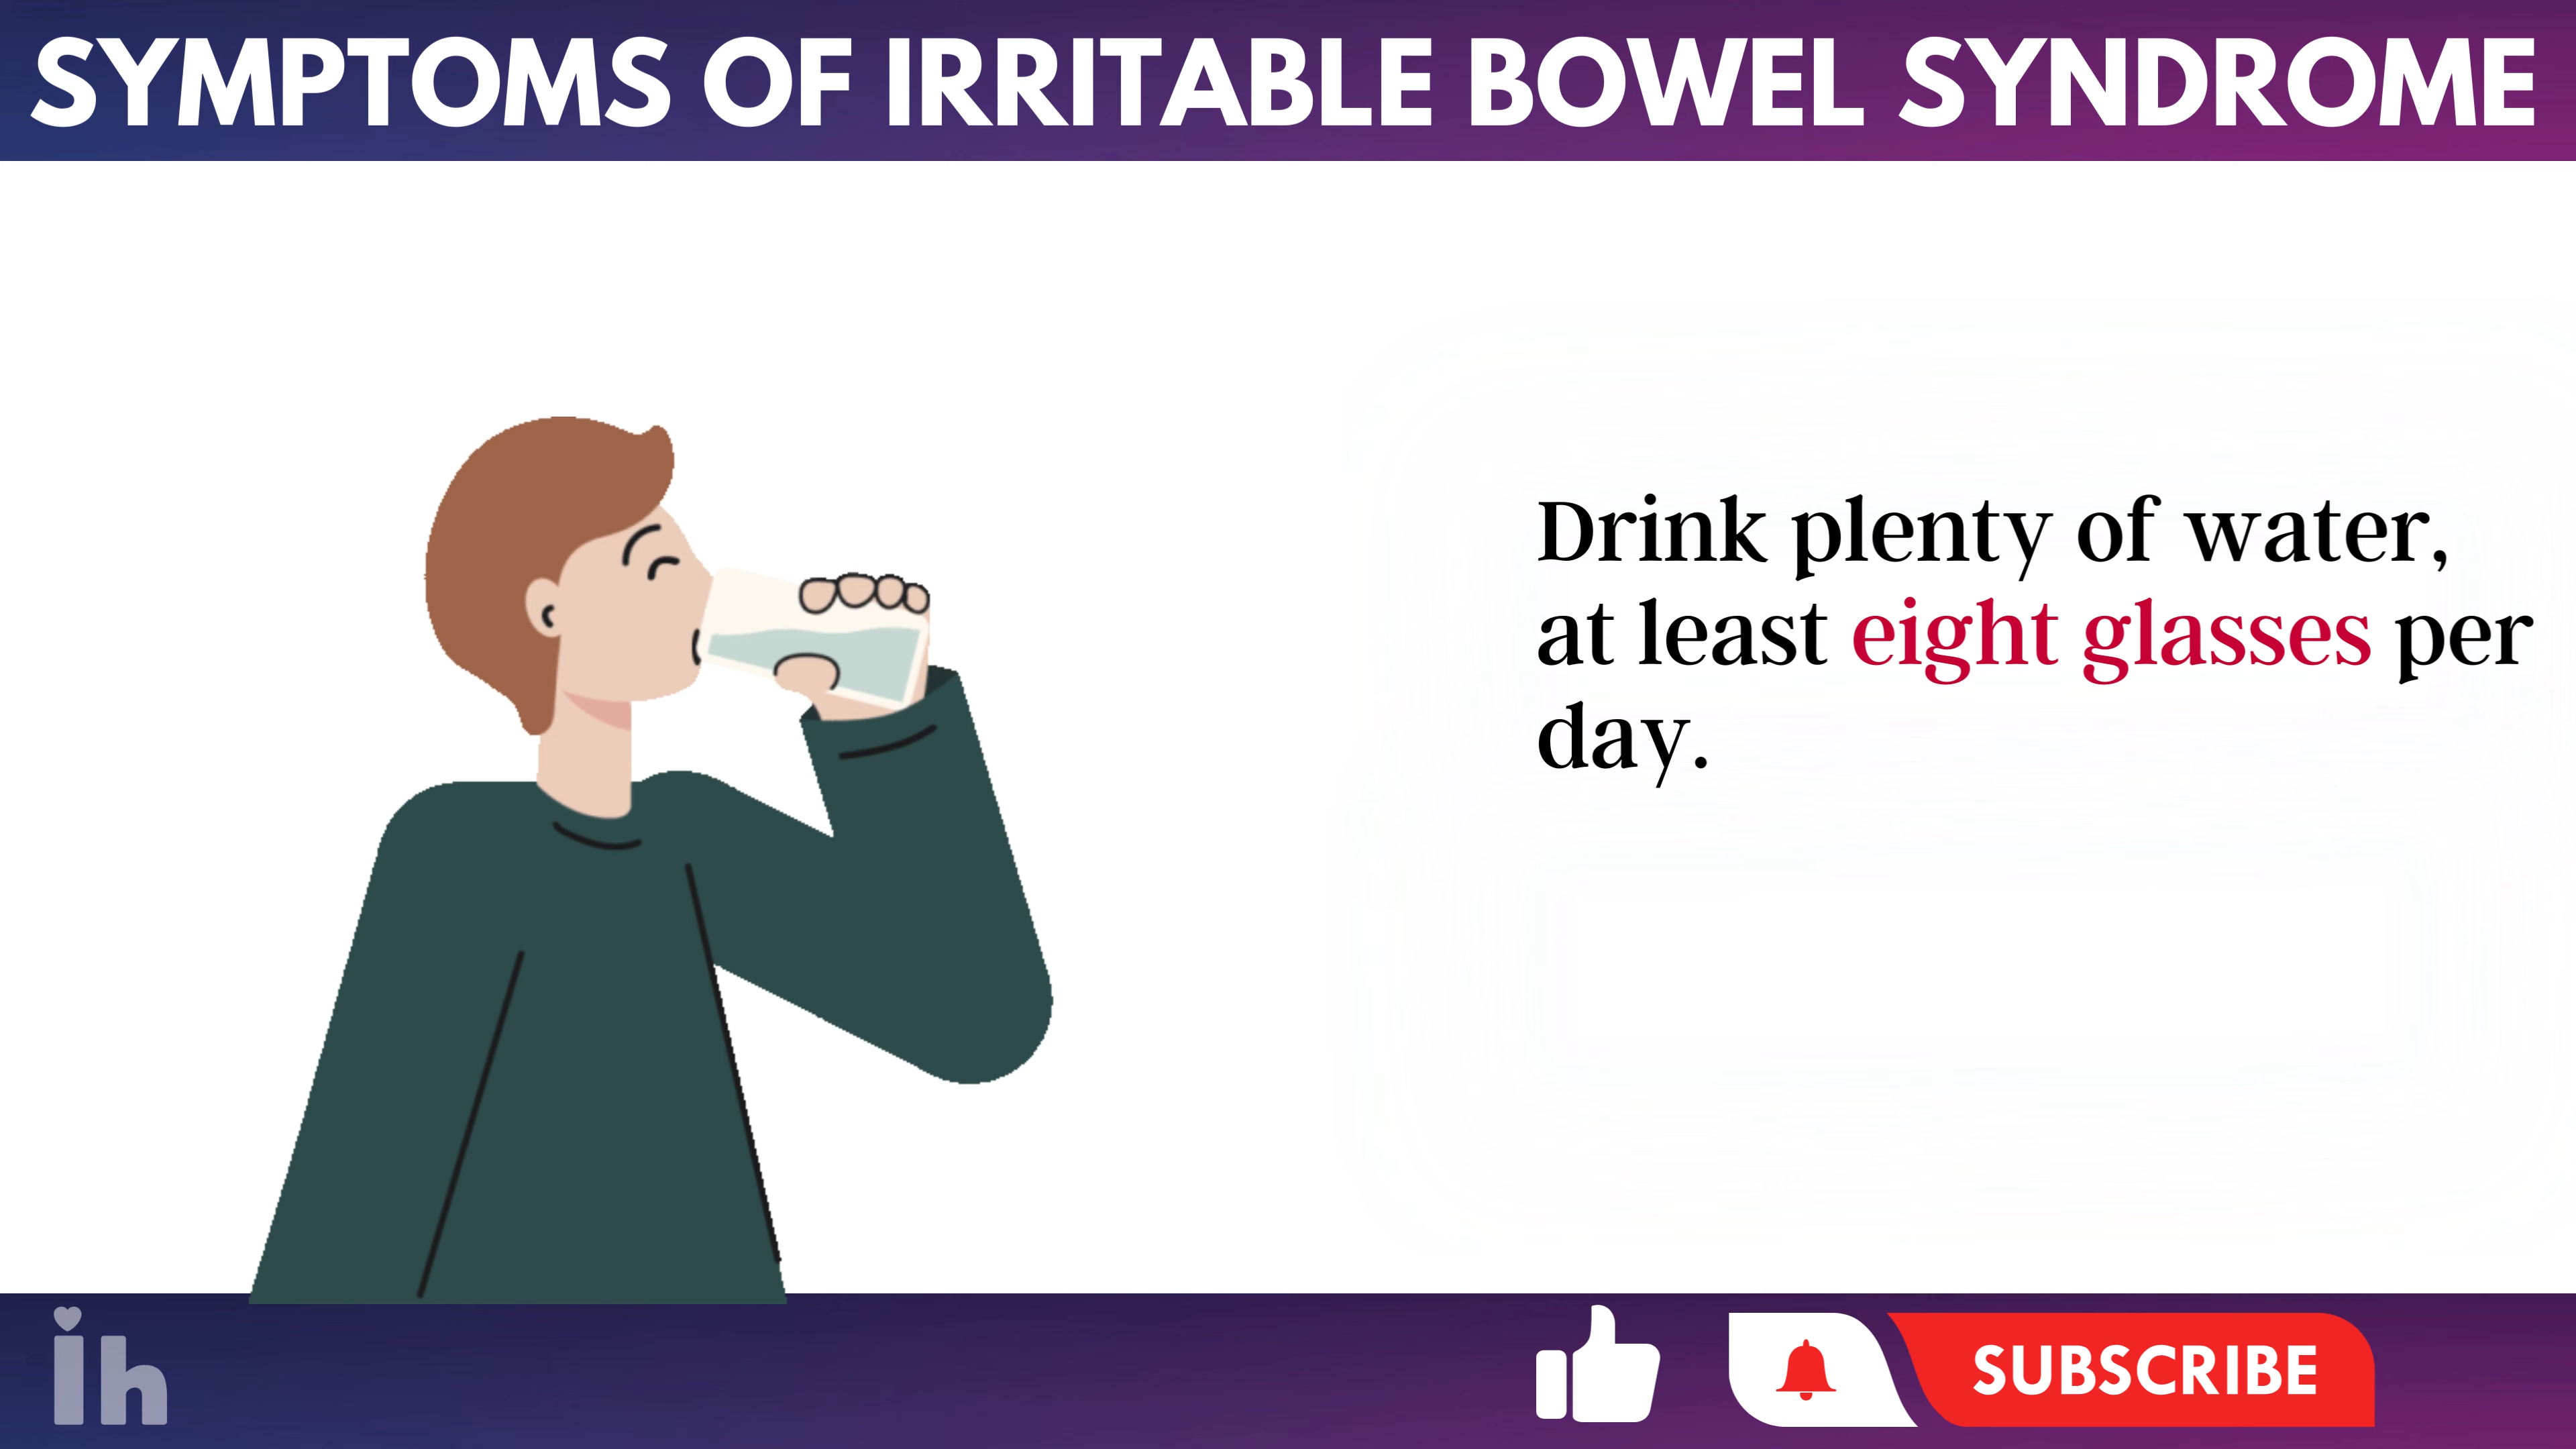 SYMPTOMS OF IRRITABLE BOWEL SYNDROME
Drink plenty of water,
at least eight glasses per
day.
ih
SUBSCRIBE